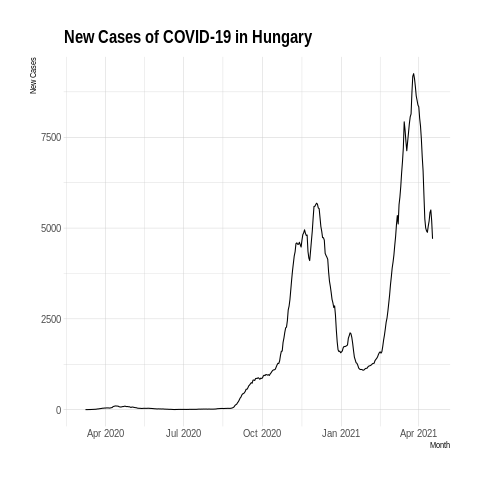 New Cases of COVID-19 in Hungary
New Cases
7500
5000
2500
0
Apr 2020 Jul 2020 Oct 2020 Jan 2021 Apr 2021
Month